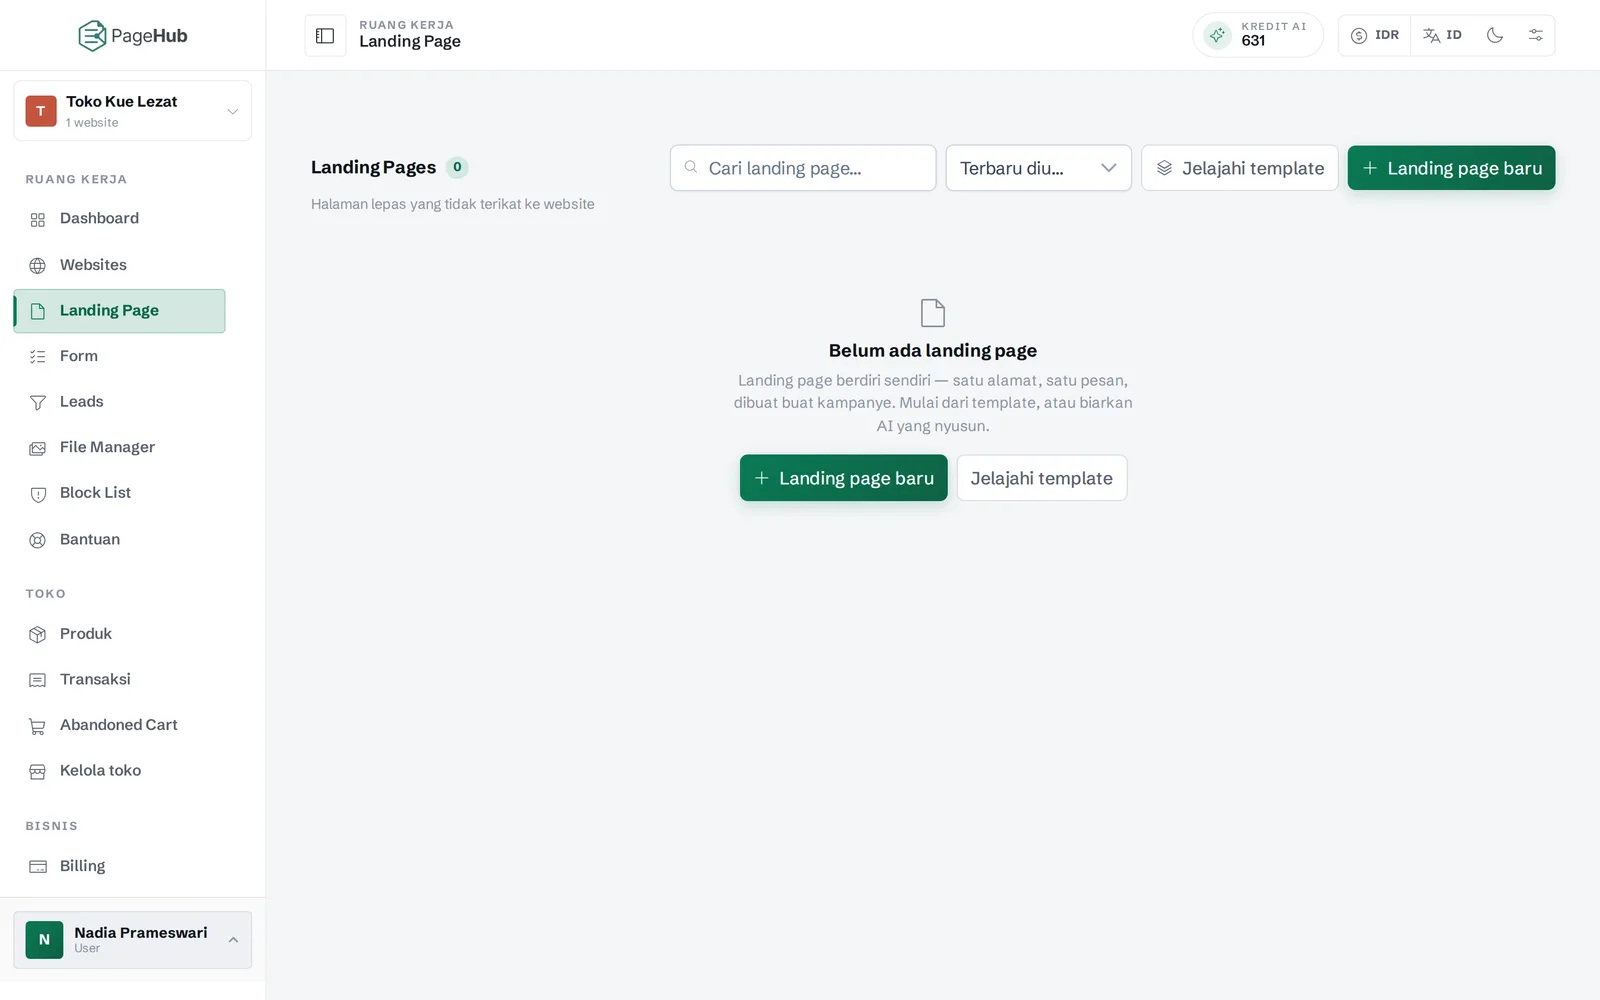 PageHub
RUANG KERJA
Landing Page
KREDIT AI
631
IDR
ID
T
Toko Kue Lezat
1 website
RUANG KERJA
Dashboard
Websites
Landing Page
Form
Leads
File Manager
Block List
Bantuan
TOKO
Produk
Transaksi
Abandoned Cart
Kelola toko
BISNIS
Billing
N
Nadia Prameswari
User
Landing Pages 0
Halaman lepas yang tidak terikat ke website
Cari landing page...
Terbaru diu...
Jelajahi template
Landing page baru
Belum ada landing page
Landing page berdiri sendiri — satu alamat, satu pesan,
dibuat buat kampanye. Mulai dari template, atau biarkan
AI yang nyusun.
Landing page baru
Jelajahi template